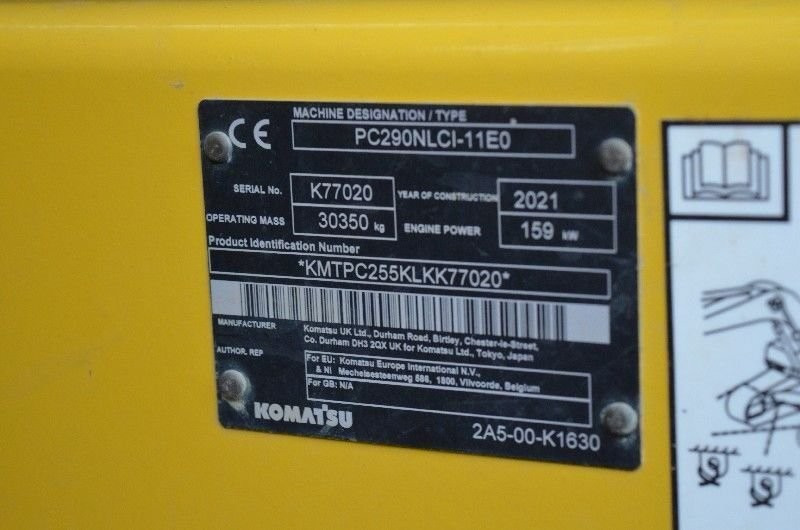 CE
MACHINE DESIGNATION / TYPE
PC290NLCI-11E0
SERIAL No. K77020 YEAR OF CONSTRUCTION 2021
OPERATING MASS 30350 kg ENGINE POWER 159 kW
Product Identification Number
*KMTPC255KLKK77020*
MANUFACTURER Komatsu UK Ltd., Durham Road, Birtley, Chester-le-Street,
Co. Durham DH3 2QX UK for Komatsu Ltd., Tokyo, Japan
AUTHOR. REP For EU: Komatsu Europe International N.V.,
& NI Mechelsesteenweg 586, 1800, Vilvoorde, Belgium
For GB: N/A
KOMATSU
2A5-00-K1630